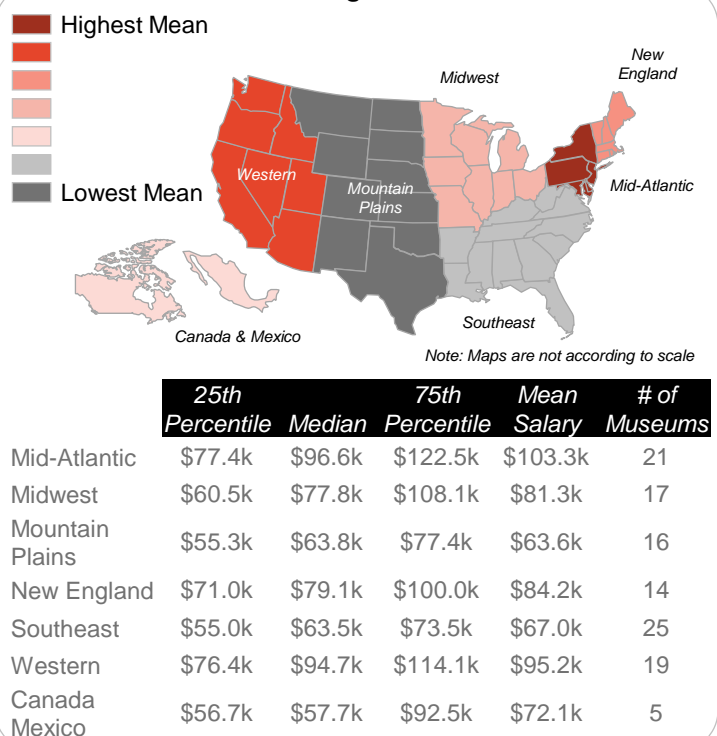 Highest Mean
New
England
Midwest
Western
Mountain
Plains
Mid-Atlantic
Lowest Mean
Southeast
Canada & Mexico
Note: Maps are not according to scale
25th Percentile Median 75th Percentile Mean Salary # of Museums
Mid-Atlantic $77.4k $96.6k $122.5k $103.3k 21
Midwest $60.5k $77.8k $108.1k $81.3k 17
Mountain Plains $55.3k $63.8k $77.4k $63.6k 16
New England $71.0k $79.1k $100.0k $84.2k 14
Southeast $55.0k $63.5k $73.5k $67.0k 25
Western $76.4k $94.7k $114.1k $95.2k 19
Canada Mexico $56.7k $57.7k $92.5k $72.1k 5